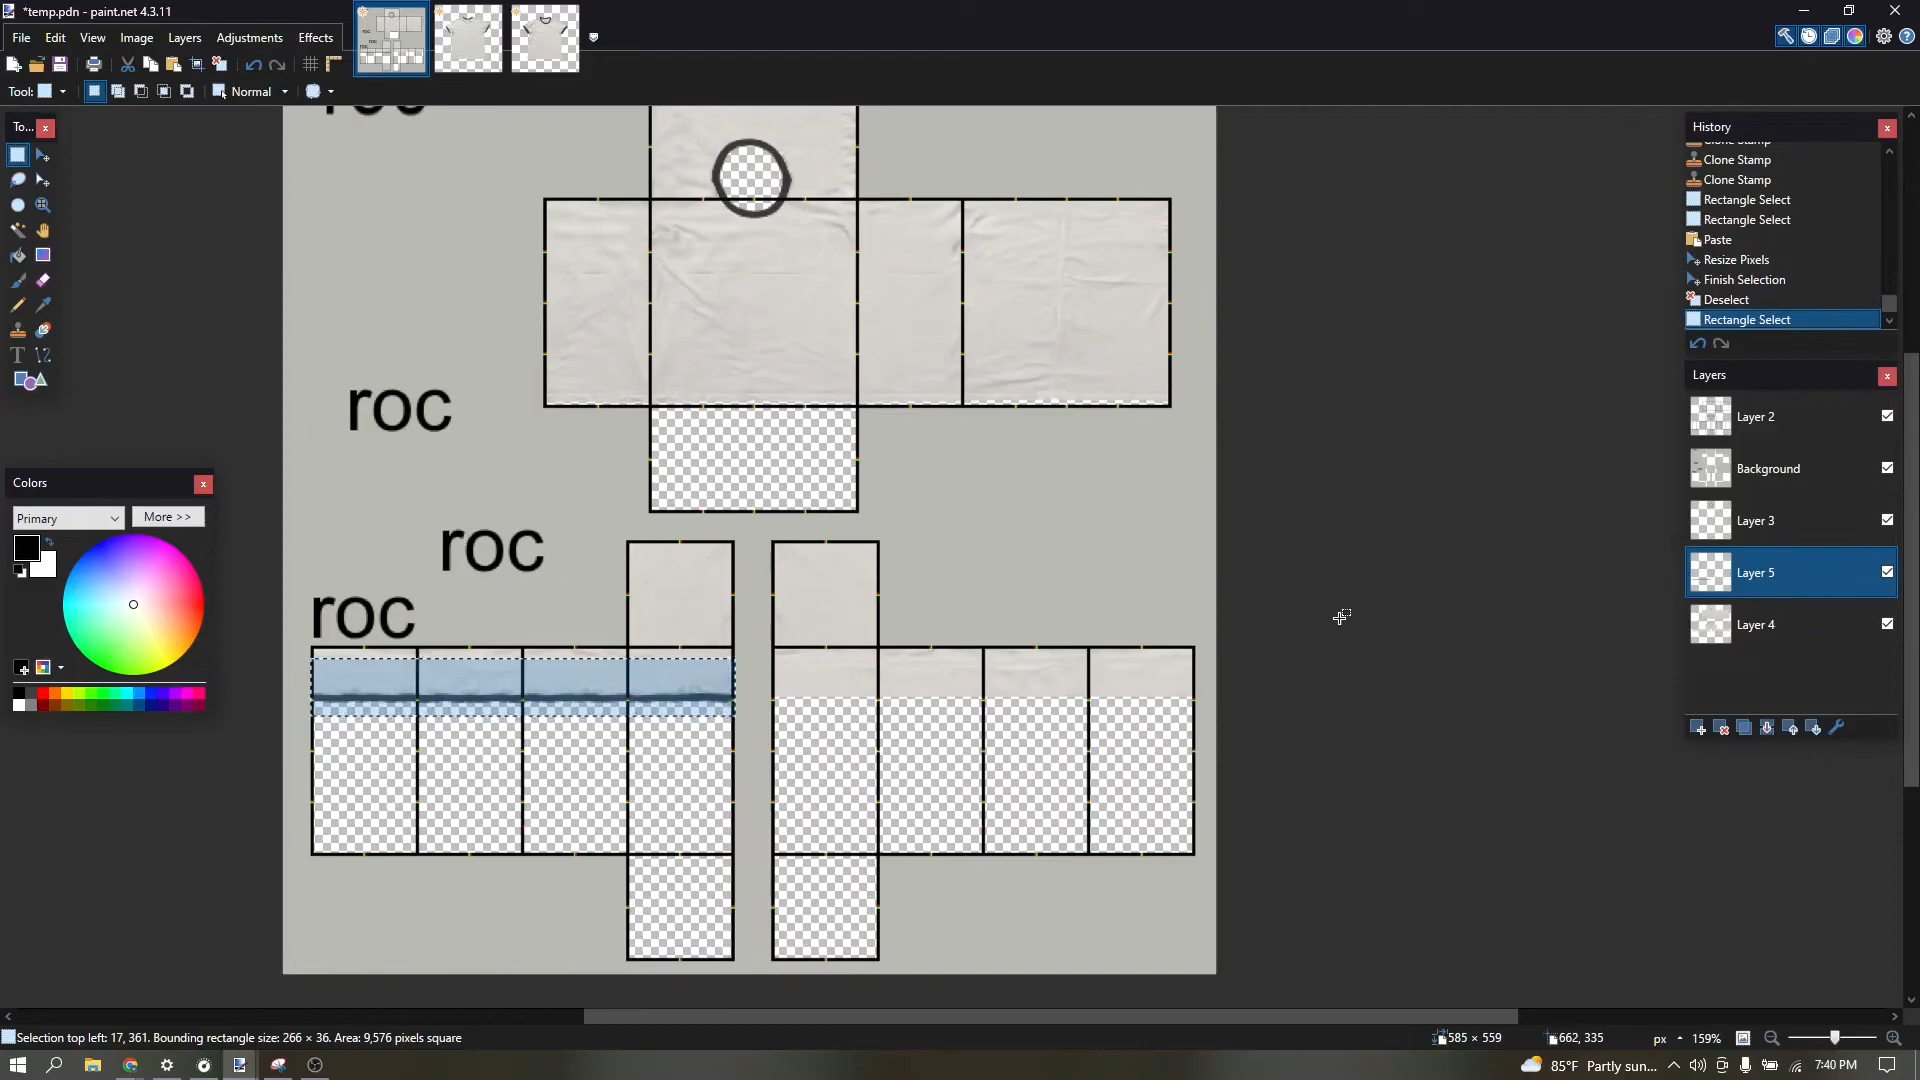 *temp.pdn - paint.net 4.3.11
File Edit View Image Layers Adjustments Effects
Tool: Normal
To...
roc
roc
roc
roc
Colors
Primary
More >>
History
Clone Stamp
Clone Stamp
Clone Stamp
Rectangle Select
Rectangle Select
Paste
Resize Pixels
Finish Selection
Deselect
Rectangle Select
Layers
Layer 2
Background
Layer 3
Layer 5
Layer 4
Selection top left: 17, 361. Bounding rectangle size: 266 × 36. Area: 9,576 pixels square
585 × 559
662, 335
px
159%
85°F Partly sun...
7:40 PM